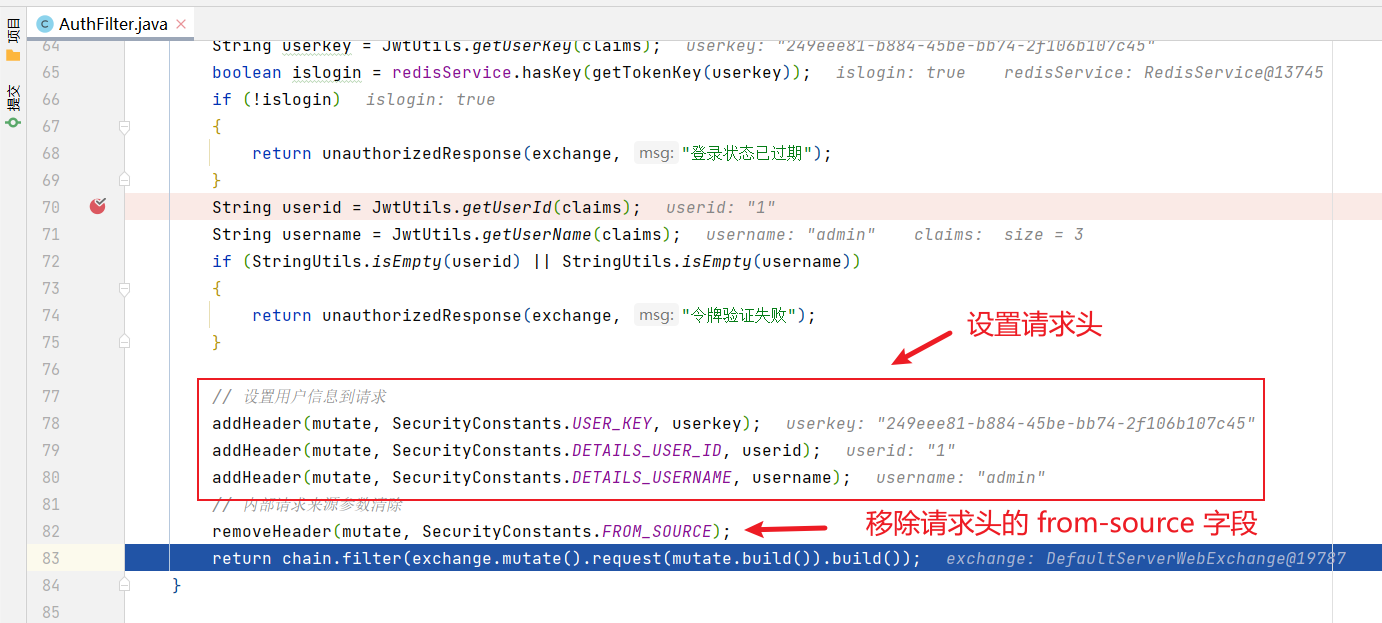 项目
提交
AuthFilter.java
64 String userkey = JwtUtils.getUserKey(claims); userkey: "249eee81-b884-45be-bb74-2f106b107c45"
65 boolean islogin = redisService.hasKey(getTokenKey(userkey)); islogin: true redisService: RedisService@13745
66 if (!islogin) islogin: true
67 {
68 return unauthorizedResponse(exchange, msg: "登录状态已过期");
69 }
70 String userid = JwtUtils.getUserId(claims); userid: "1"
71 String username = JwtUtils.getUserName(claims); username: "admin" claims: size = 3
72 if (StringUtils.isEmpty(userid) || StringUtils.isEmpty(username))
73 {
74 return unauthorizedResponse(exchange, msg: "令牌验证失败");
设置请求头
75 }
76
77 // 设置用户信息到请求
78 addHeader(mutate, SecurityConstants.USER_KEY, userkey); userkey: "249eee81-b884-45be-bb74-2f106b107c45"
79 addHeader(mutate, SecurityConstants.DETAILS_USER_ID, userid); userid: "1"
80 addHeader(mutate, SecurityConstants.DETAILS_USERNAME, username); username: "admin"
81 // 内部请求来源参数清除
82 removeHeader(mutate, SecurityConstants.FROM_SOURCE);
移除请求头的 from-source 字段
83 return chain.filter(exchange.mutate().request(mutate.build()).build()); exchange: DefaultServerWebExchange@19787
84 }
85